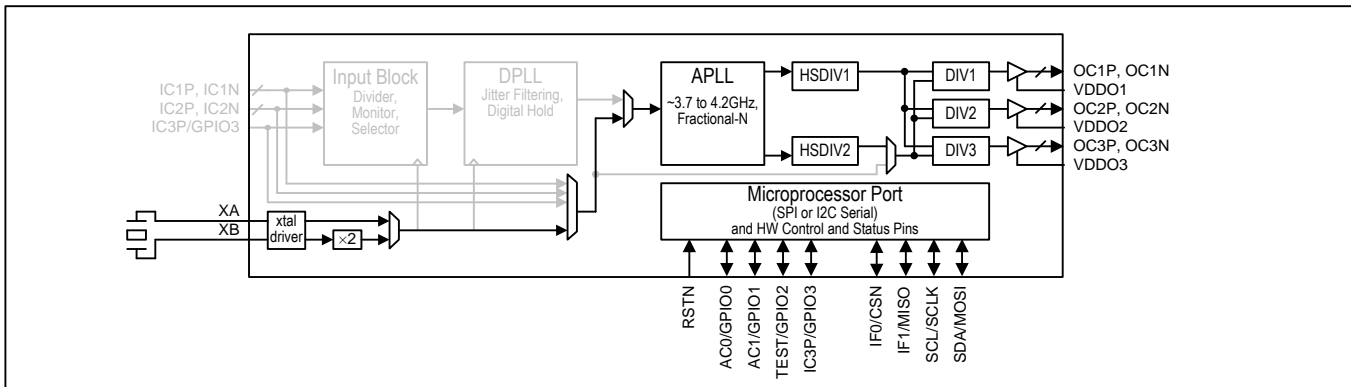 Input Block
Divider,
Monitor,
Selector
DPLL
Jitter Filtering,
Digital Hold
APLL
~3.7 to 4.2GHz,
Fractional-N
HSDIV1
HSDIV2
DIV1
DIV2
DIV3
OC1P, OC1N
VDDO1
OC2P, OC2N
VDDO2
OC3P, OC3N
VDDO3
IC1P, IC1N
IC2P, IC2N
IC3P/GPIO3
XA
XB
xtal
driver
×2
Microprocessor Port
(SPI or I2C Serial)
and HW Control and Status Pins
RSTN
AC0/GPIO0
AC1/GPIO1
TEST/GPIO2
IC3P/GPIO3
IF0/CSN
IF1/MISO
SCL/SCLK
SDA/MOSI